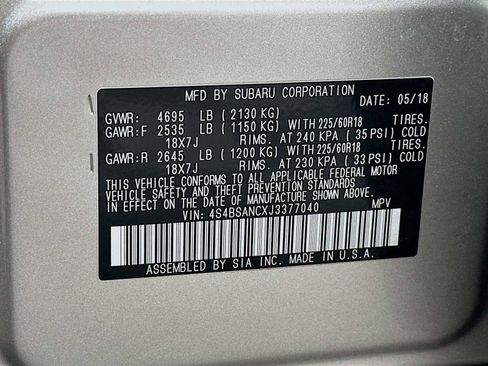 MFD BY SUBARU CORPORATION
GVWR: 4695 LB ( 2130 KG) DATE: 05/18
GAWR:F 2535 LB ( 1150 KG) WITH 225/60R18 TIRES.
18X7J RIMS. AT 240 KPA ( 35 PSI) COLD
GAWR:R 2645 LB ( 1200 KG) WITH 225/60R18 TIRES.
18X7J RIMS. AT 230 KPA ( 33 PSI) COLD
THIS VEHICLE CONFORMS TO ALL APPLICABLE FEDERAL MOTOR
VEHICLE SAFETY, BUMPER, AND THEFT PREVENTION STANDARDS
IN EFFECT ON THE DATE OF MANUFACTURE SHOWN ABOVE.
VIN: 4S4BSANCXJ3377040 MPV
ASSEMBLED BY SIA INC. MADE IN U.S.A.